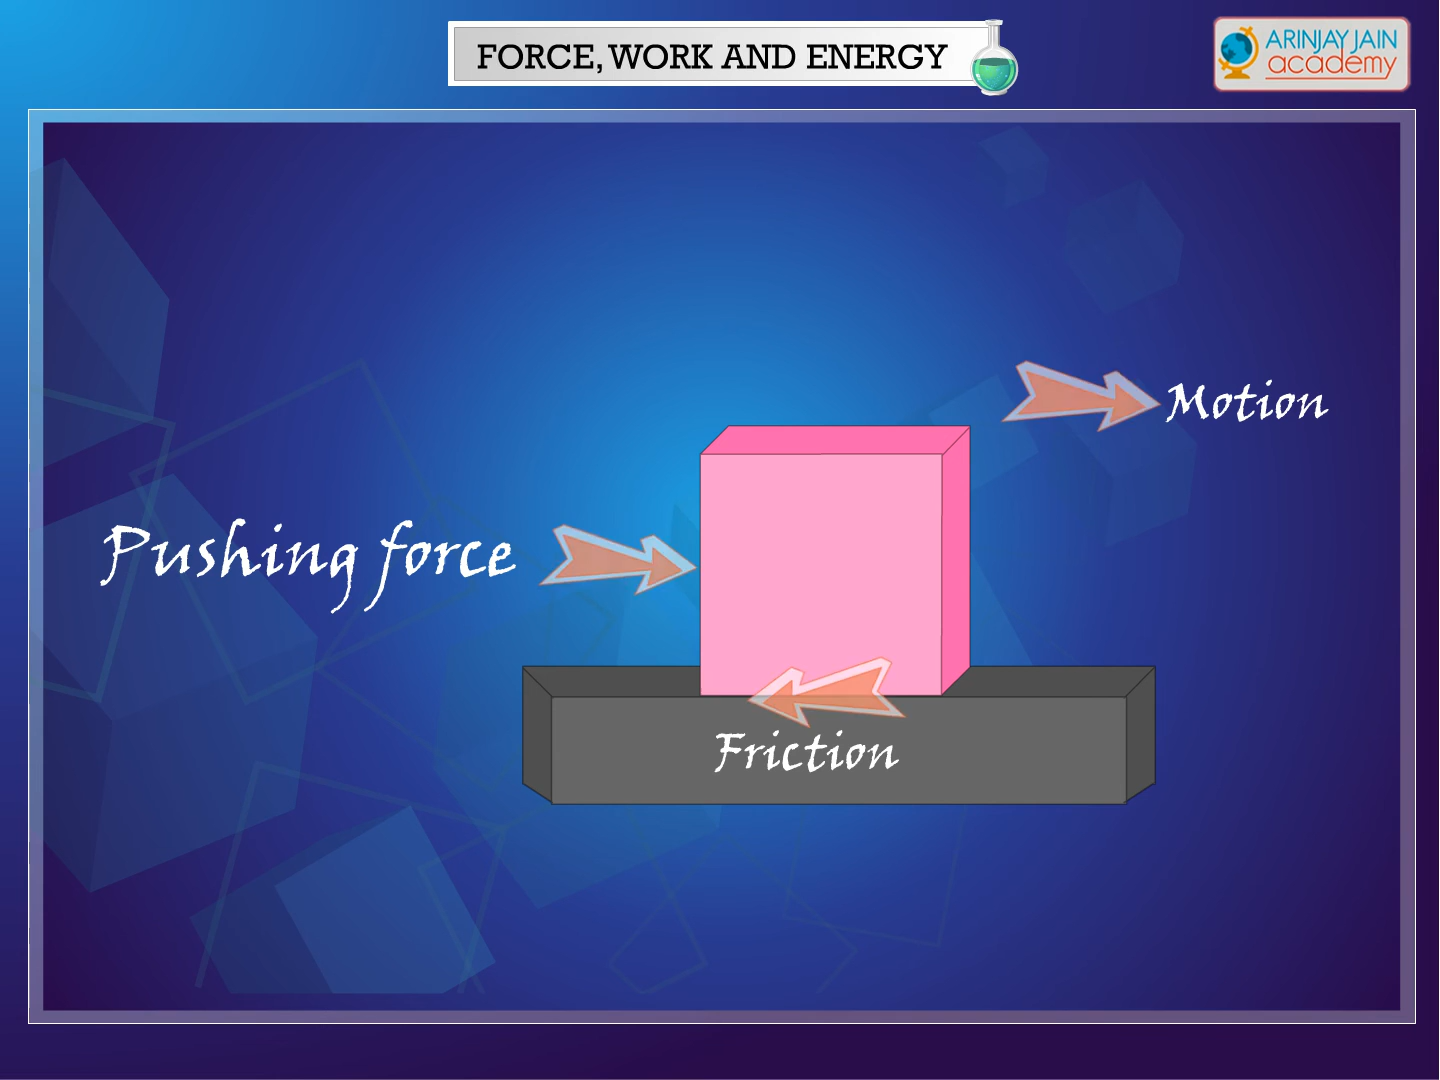 FORCE, WORK AND ENERGY
ARINJAY JAIN
academy
Motion
Pushing force
Friction